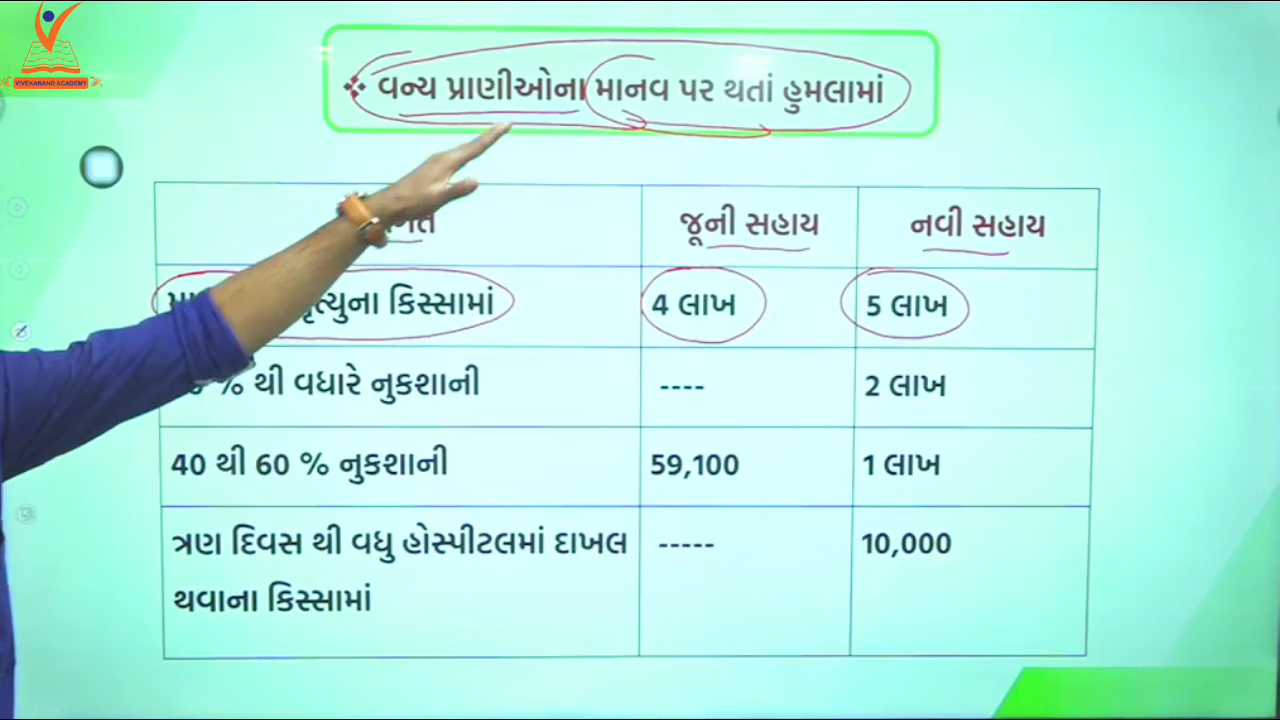 VIVEKANAND ACADEMY
❖ વન્ય પ્રાણીઓના માનવ પર થતાં હુમલામાં
જૂની સહાય નવી સહાય
કિસ્સામાં 4 લાખ 5 લાખ
% થી વધારે નુકશાની ---- 2 લાખ
40 થી 60 % નુકશાની 59,100 1 લાખ
ત્રણ દિવસ થી વધુ હોસ્પીટલમાં દાખલ ----- 10,000
થવાના કિસ્સામાં